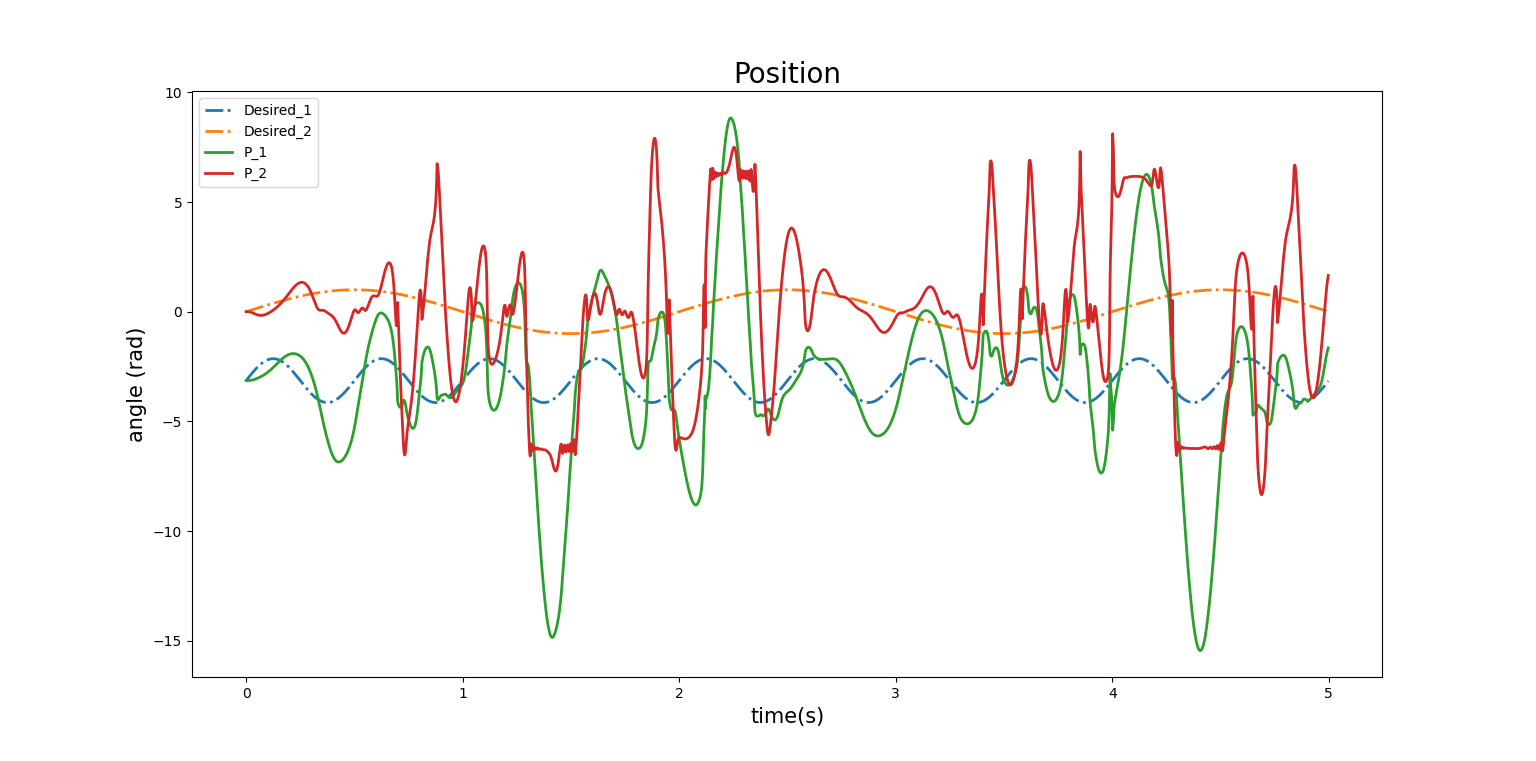 Position
Desired_1
Desired_2
P_1
P_2
10
5
0
−5
−10
−15
angle (rad)
0 1 2 3 4 5
time(s)